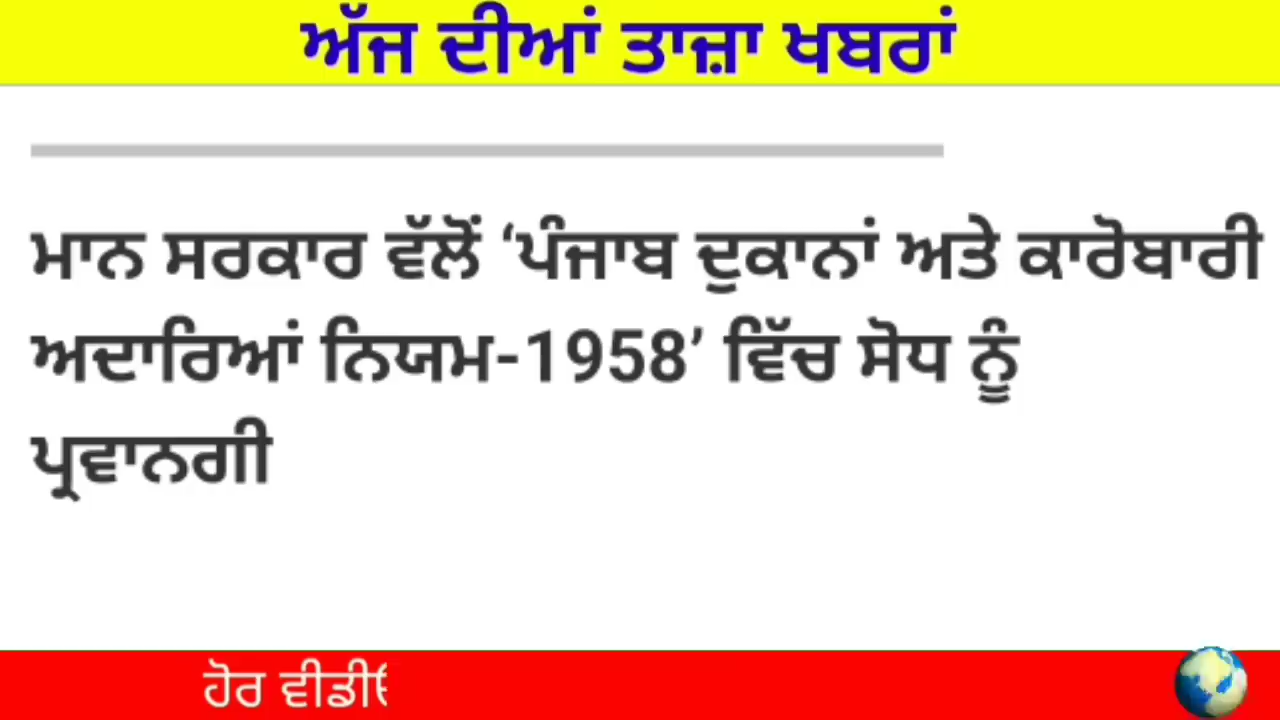 ਅੱਜ ਦੀਆਂ ਤਾਜ਼ਾ ਖਬਰਾਂ
ਮਾਨ ਸਰਕਾਰ ਵੱਲੋਂ ‘ਪੰਜਾਬ ਦੁਕਾਨਾਂ ਅਤੇ ਕਾਰੋਬਾਰੀ
ਅਦਾਰਿਆਂ ਨਿਯਮ-1958’ ਵਿੱਚ ਸੋਧ ਨੂੰ
ਪ੍ਰਵਾਨਗੀ
ਹੋਰ